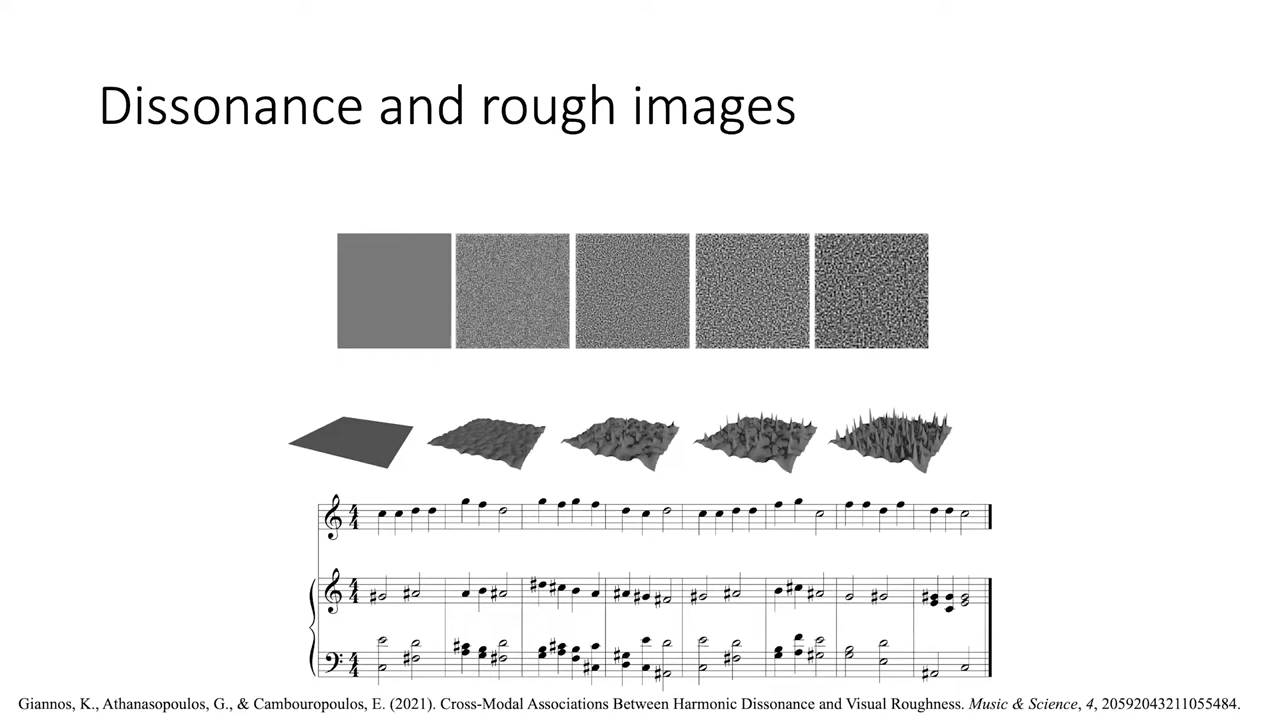 Dissonance and rough images
Giannos, K., Athanasopoulos, G., & Cambouropoulos, E. (2021). Cross-Modal Associations Between Harmonic Dissonance and Visual Roughness. Music & Science, 4, 20592043211055484.